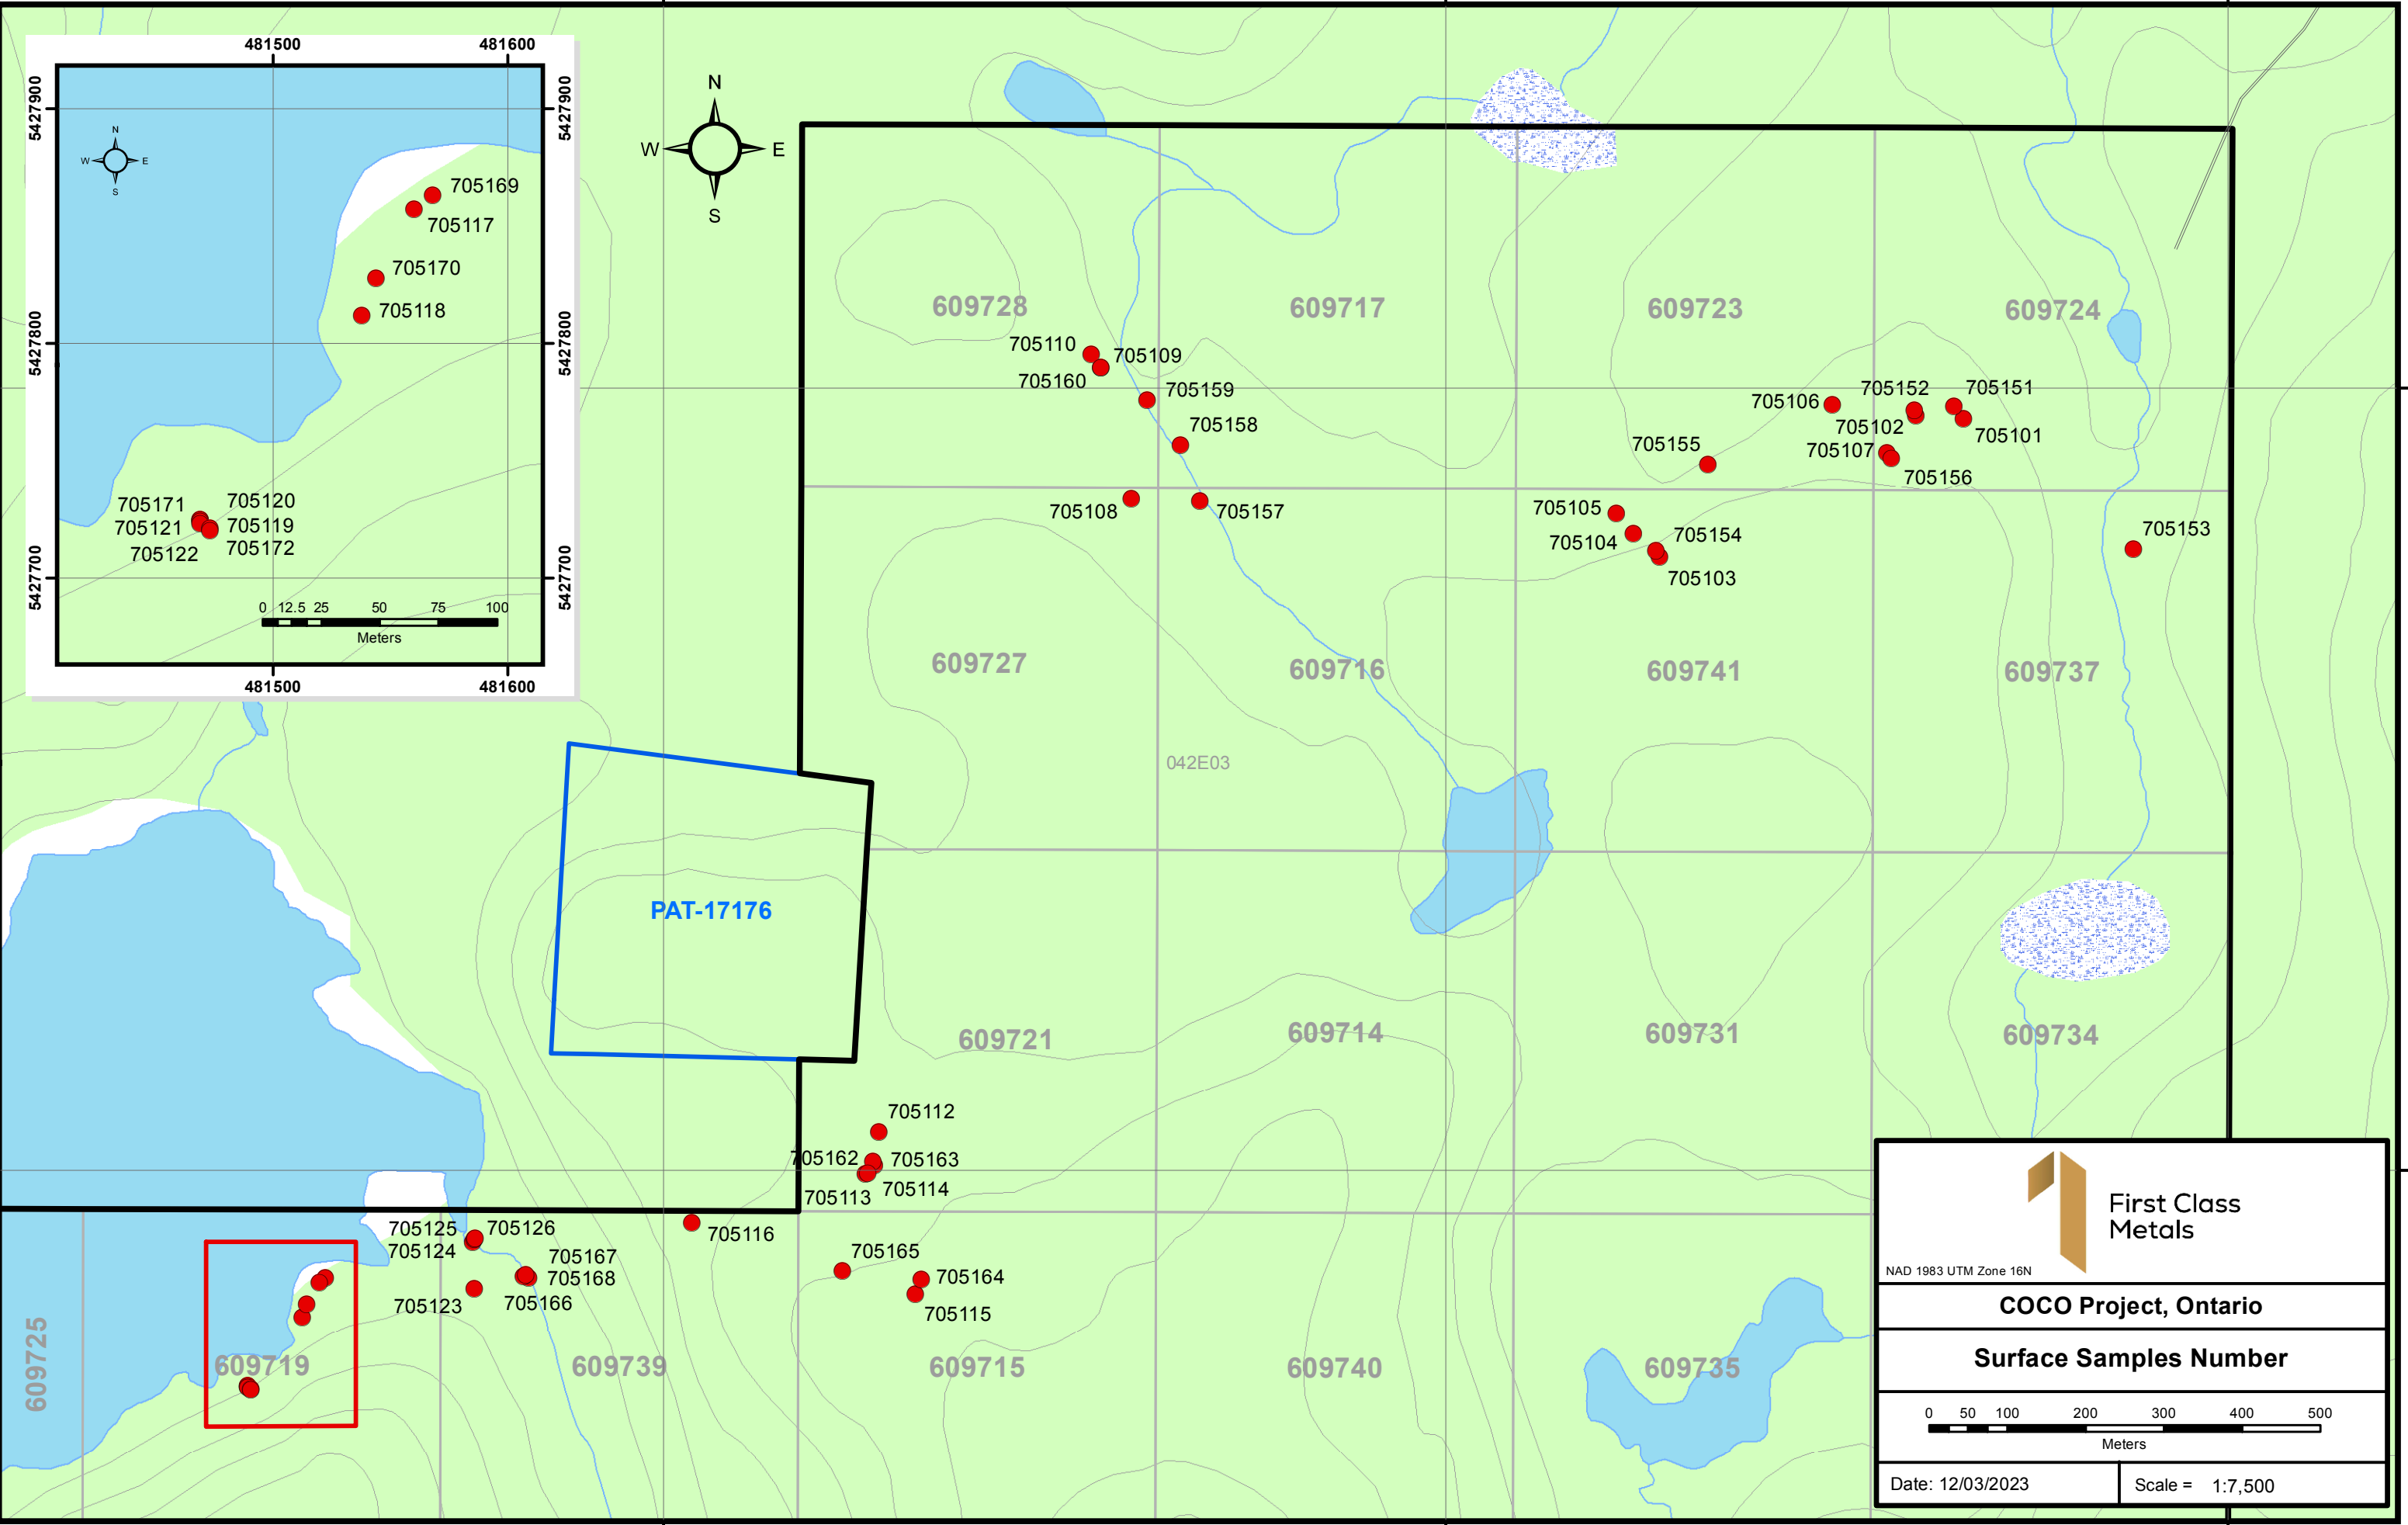 481500 481600
5427900 5427900
N
W E
S
705169
705117
705170
705118
5427800 5427800
705171 705120
705121 705119
705122 705172
5427700 5427700
0 12.5 25 50 75 100
Meters
481500 481600
N
W E
S
609728 609717 609723 609724
705110 705109
705160
705159
705158
705108 705157
705106 705152 705151
705102 705101
705107
705156
705155
705105
705104 705154
705103
705153
609727 609716 609741 609737
042E03
PAT-17176
609721 609714 609731 609734
705112
705162 705163
705114
705113
705116
705125 705126
705124
705167
705168
705166
705123
705165
705164
705115
609725 609719 609739 609715 609740 609735
First Class
Metals
NAD 1983 UTM Zone 16N
COCO Project, Ontario
Surface Samples Number
0 50 100 200 300 400 500
Meters
Date: 12/03/2023 Scale = 1:7,500